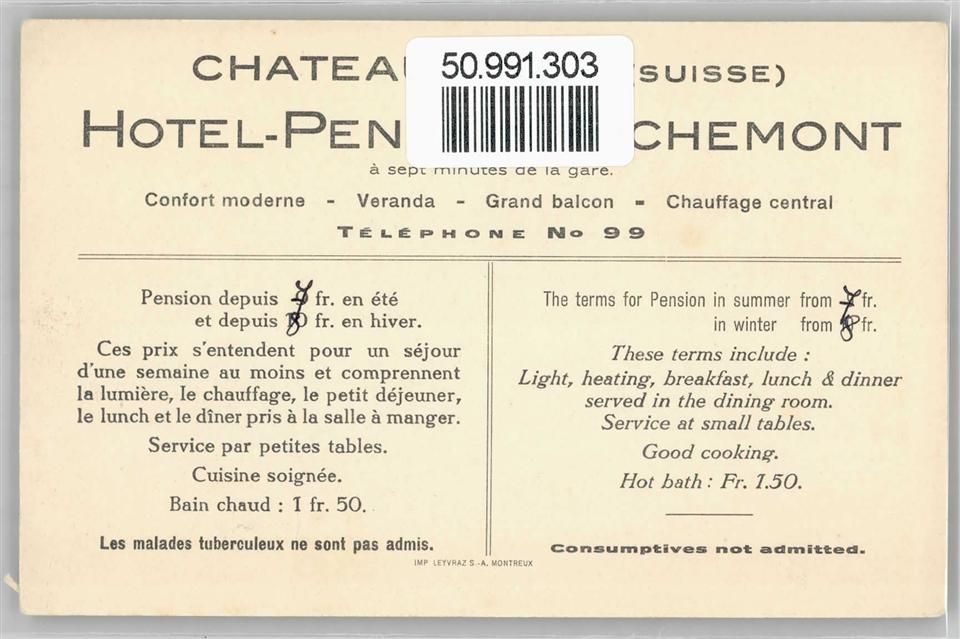 50.991.303
CHATEA (SUISSE)
HOTEL-PEN CHEMONT
à sept minutes de la gare.
Confort moderne - Veranda - Grand balcon - Chauffage central
TÉLÉPHONE No 99
Pension depuis 7 fr. en été
et depuis 8 fr. en hiver.
Ces prix s'entendent pour un séjour
d'une semaine au moins et comprennent
la lumière, le chauffage, le petit déjeuner,
le lunch et le dîner pris à la salle à manger.
Service par petites tables.
Cuisine soignée.
Bain chaud : 1 fr. 50.
Les malades tuberculeux ne sont pas admis.
The terms for Pension in summer from 7 fr.
in winter from 8 fr.
These terms include :
Light, heating, breakfast, lunch & dinner
served in the dining room.
Service at small tables.
Good cooking.
Hot bath : Fr. 1.50.
Consumptives not admitted.
IMP LEYVRAZ S.-A. MONTREUX